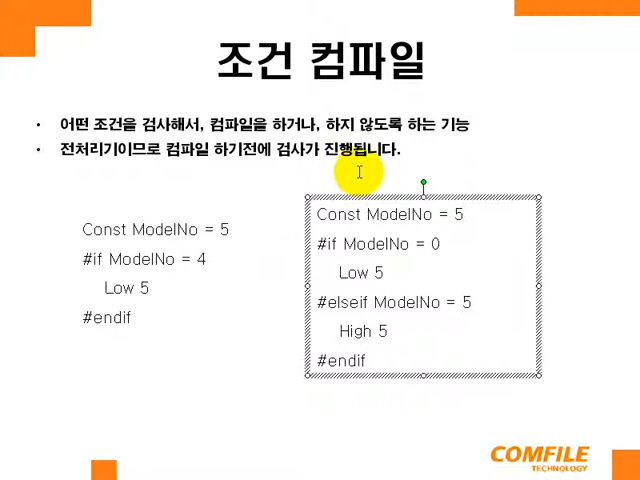 조건 컴파일
• 어떤 조건을 검사해서, 컴파일을 하거나, 하지 않도록 하는 기능
• 전처리기이므로 컴파일 하기전에 검사가 진행됩니다.
Const ModelNo = 5
#if ModelNo = 4
Low 5
#endif
Const ModelNo = 5
#if ModelNo = 0
Low 5
#elseif ModelNo = 5
High 5
#endif
COMFILE
TECHNOLOGY